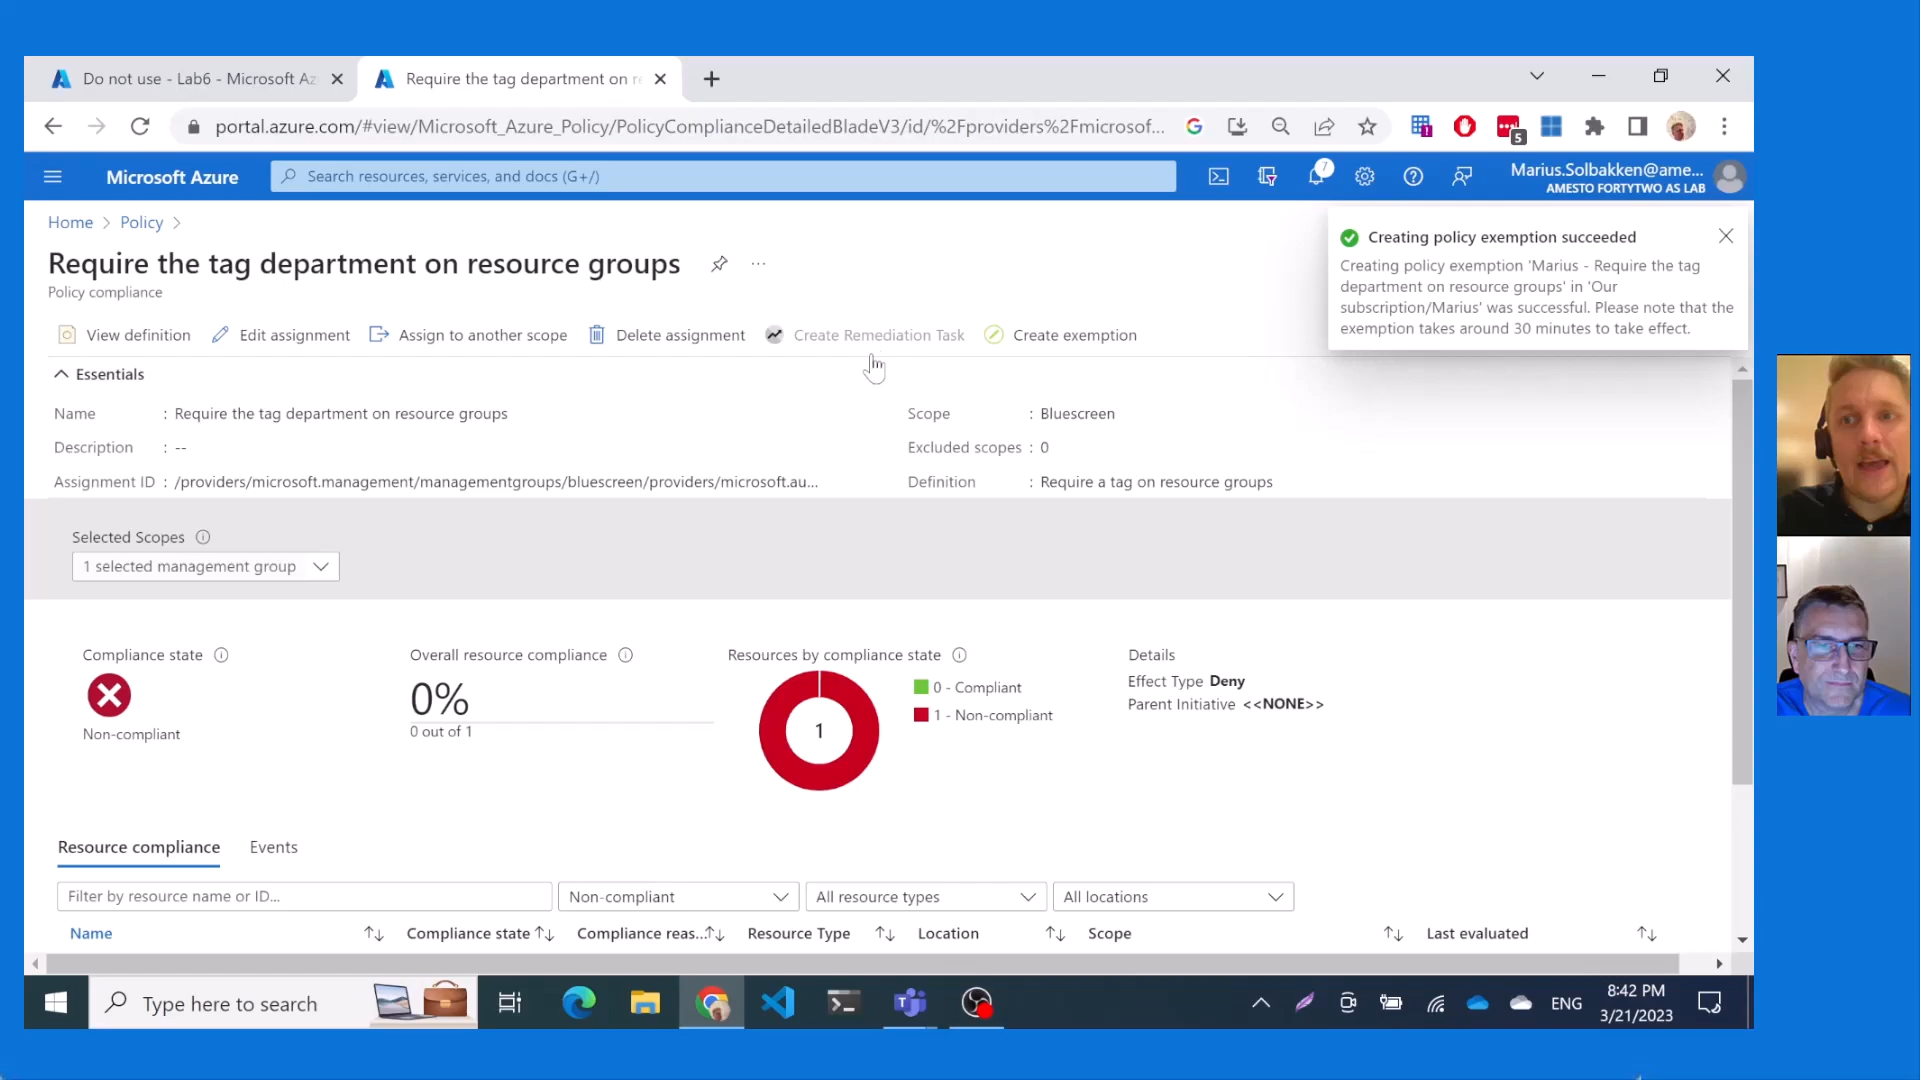 Do not use - Lab6 - Microsoft Az
Require the tag department on re
portal.azure.com/#view/Microsoft_Azure_Policy/PolicyComplianceDetailedBladeV3/id/%2Fproviders%2Fmicrosof...
5
Microsoft Azure
Search resources, services, and docs (G+/)
7
Marius.Solbakken@ame...
AMESTO FORTYTWO AS LAB
Home > Policy >
Require the tag department on resource groups
...
Policy compliance
Creating policy exemption succeeded
Creating policy exemption 'Marius - Require the tag
department on resource groups' in 'Our
subscription/Marius' was successful. Please note that the
exemption takes around 30 minutes to take effect.
View definition
Edit assignment
Assign to another scope
Delete assignment
Create Remediation Task
Create exemption
Essentials
Name : Require the tag department on resource groups
Scope : Bluescreen
Description : --
Excluded scopes : 0
Assignment ID : /providers/microsoft.management/managementgroups/bluescreen/providers/microsoft.au...
Definition : Require a tag on resource groups
Selected Scopes
1 selected management group
Compliance state
Non-compliant
Overall resource compliance
0%
0 out of 1
Resources by compliance state
1
0 - Compliant
1 - Non-compliant
Details
Effect Type Deny
Parent Initiative <<NONE>>
Resource compliance
Events
Filter by resource name or ID...
Non-compliant
All resource types
All locations
Name
Compliance state
Compliance reas...
Resource Type
Location
Scope
Last evaluated
Type here to search
ENG
8:42 PM
3/21/2023